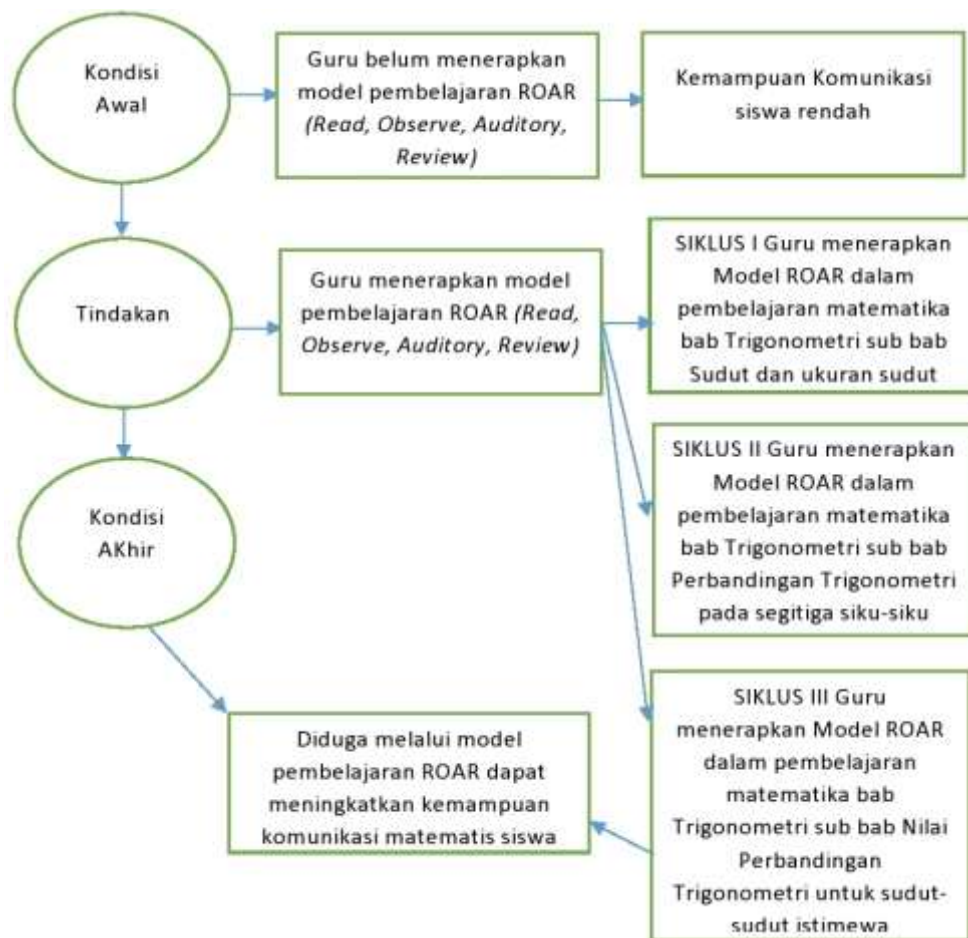 Kondisi
Awal
Guru belum menerapkan
model pembelajaran ROAR
(Read, Observe, Auditory,
Review)
Kemampuan Komunikasi
siswa rendah
Tindakan
Guru menerapkan model
pembelajaran ROAR (Read,
Observe, Auditory, Review)
SIKLUS I Guru menerapkan
Model ROAR dalam
pembelajaran matematika
bab Trigonometri sub bab
Sudut dan ukuran sudut
SIKLUS II Guru menerapkan
Model ROAR dalam
pembelajaran matematika
bab Trigonometri sub bab
Perbandingan Trigonometri
pada segitiga siku-siku
Kondisi
AKhir
Diduga melalui model
pembelajaran ROAR dapat
meningkatkan kemampuan
komunikasi matematis siswa
SIKLUS III Guru
menerapkan Model ROAR
dalam pembelajaran
matematika bab
Trigonometri sub bab Nilai
Perbandingan
Trigonometri untuk sudut-
sudut istimewa